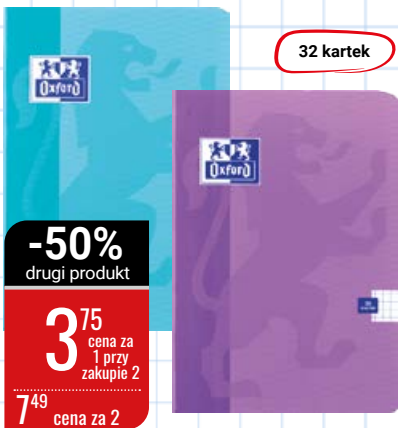 32 kartek
Oxford
Oxford
-50%
drugi produkt
3 75
cena za
1 przy
zakupie 2
7 49 cena za 2